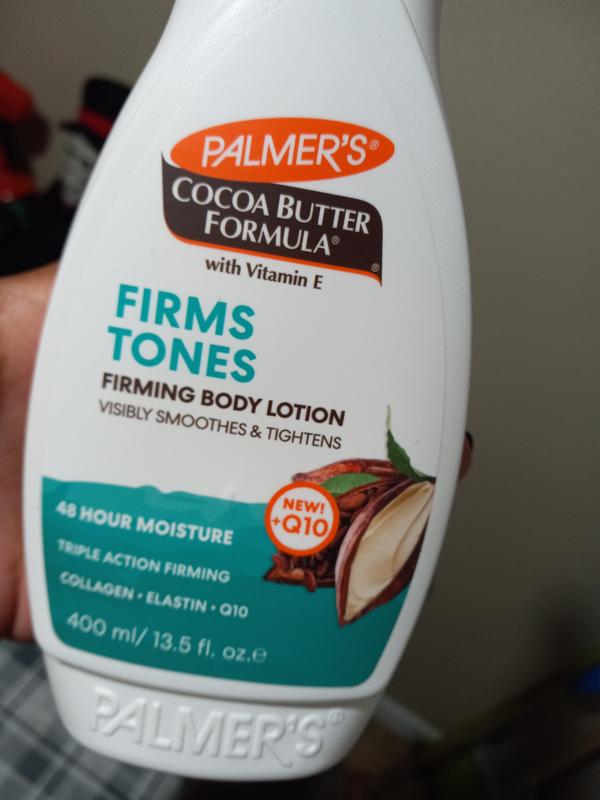 PALMER'S®
COCOA BUTTER
FORMULA®
®
with Vitamin E
FIRMS
TONES
FIRMING BODY LOTION
VISIBLY SMOOTHES & TIGHTENS
NEW!
+Q10
48 HOUR MOISTURE
TRIPLE ACTION FIRMING
COLLAGEN • ELASTIN • Q10
400 ml/ 13.5 fl. oz.℮
PALMER'S®